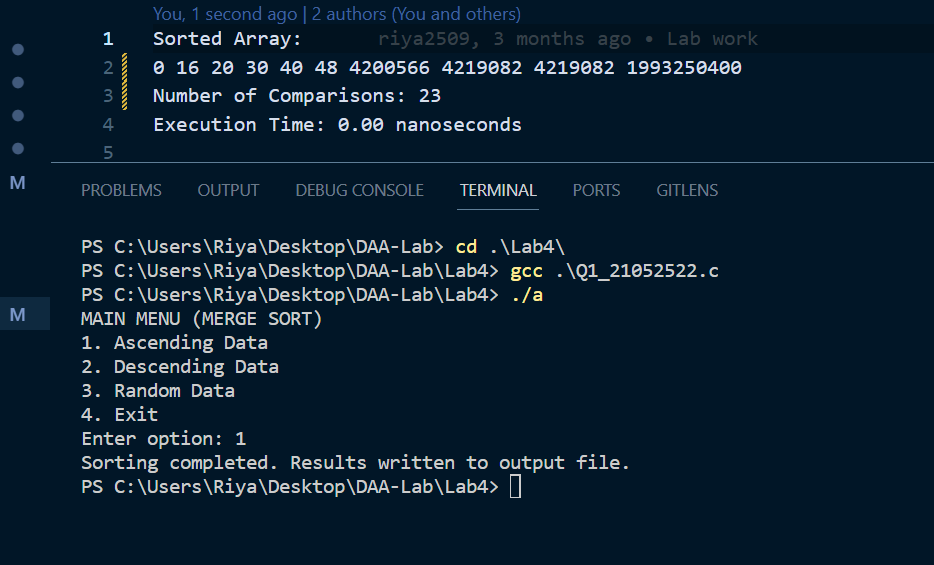 You, 1 second ago | 2 authors (You and others)
1 Sorted Array: riya2509, 3 months ago • Lab work
2 0 16 20 30 40 48 4200566 4219082 4219082 1993250400
3 Number of Comparisons: 23
4 Execution Time: 0.00 nanoseconds
5
M
PROBLEMS OUTPUT DEBUG CONSOLE TERMINAL PORTS GITLENS
PS C:\Users\Riya\Desktop\DAA-Lab> cd .\Lab4\
PS C:\Users\Riya\Desktop\DAA-Lab\Lab4> gcc .\Q1_21052522.c
PS C:\Users\Riya\Desktop\DAA-Lab\Lab4> ./a
M MAIN MENU (MERGE SORT)
1. Ascending Data
2. Descending Data
3. Random Data
4. Exit
Enter option: 1
Sorting completed. Results written to output file.
PS C:\Users\Riya\Desktop\DAA-Lab\Lab4>